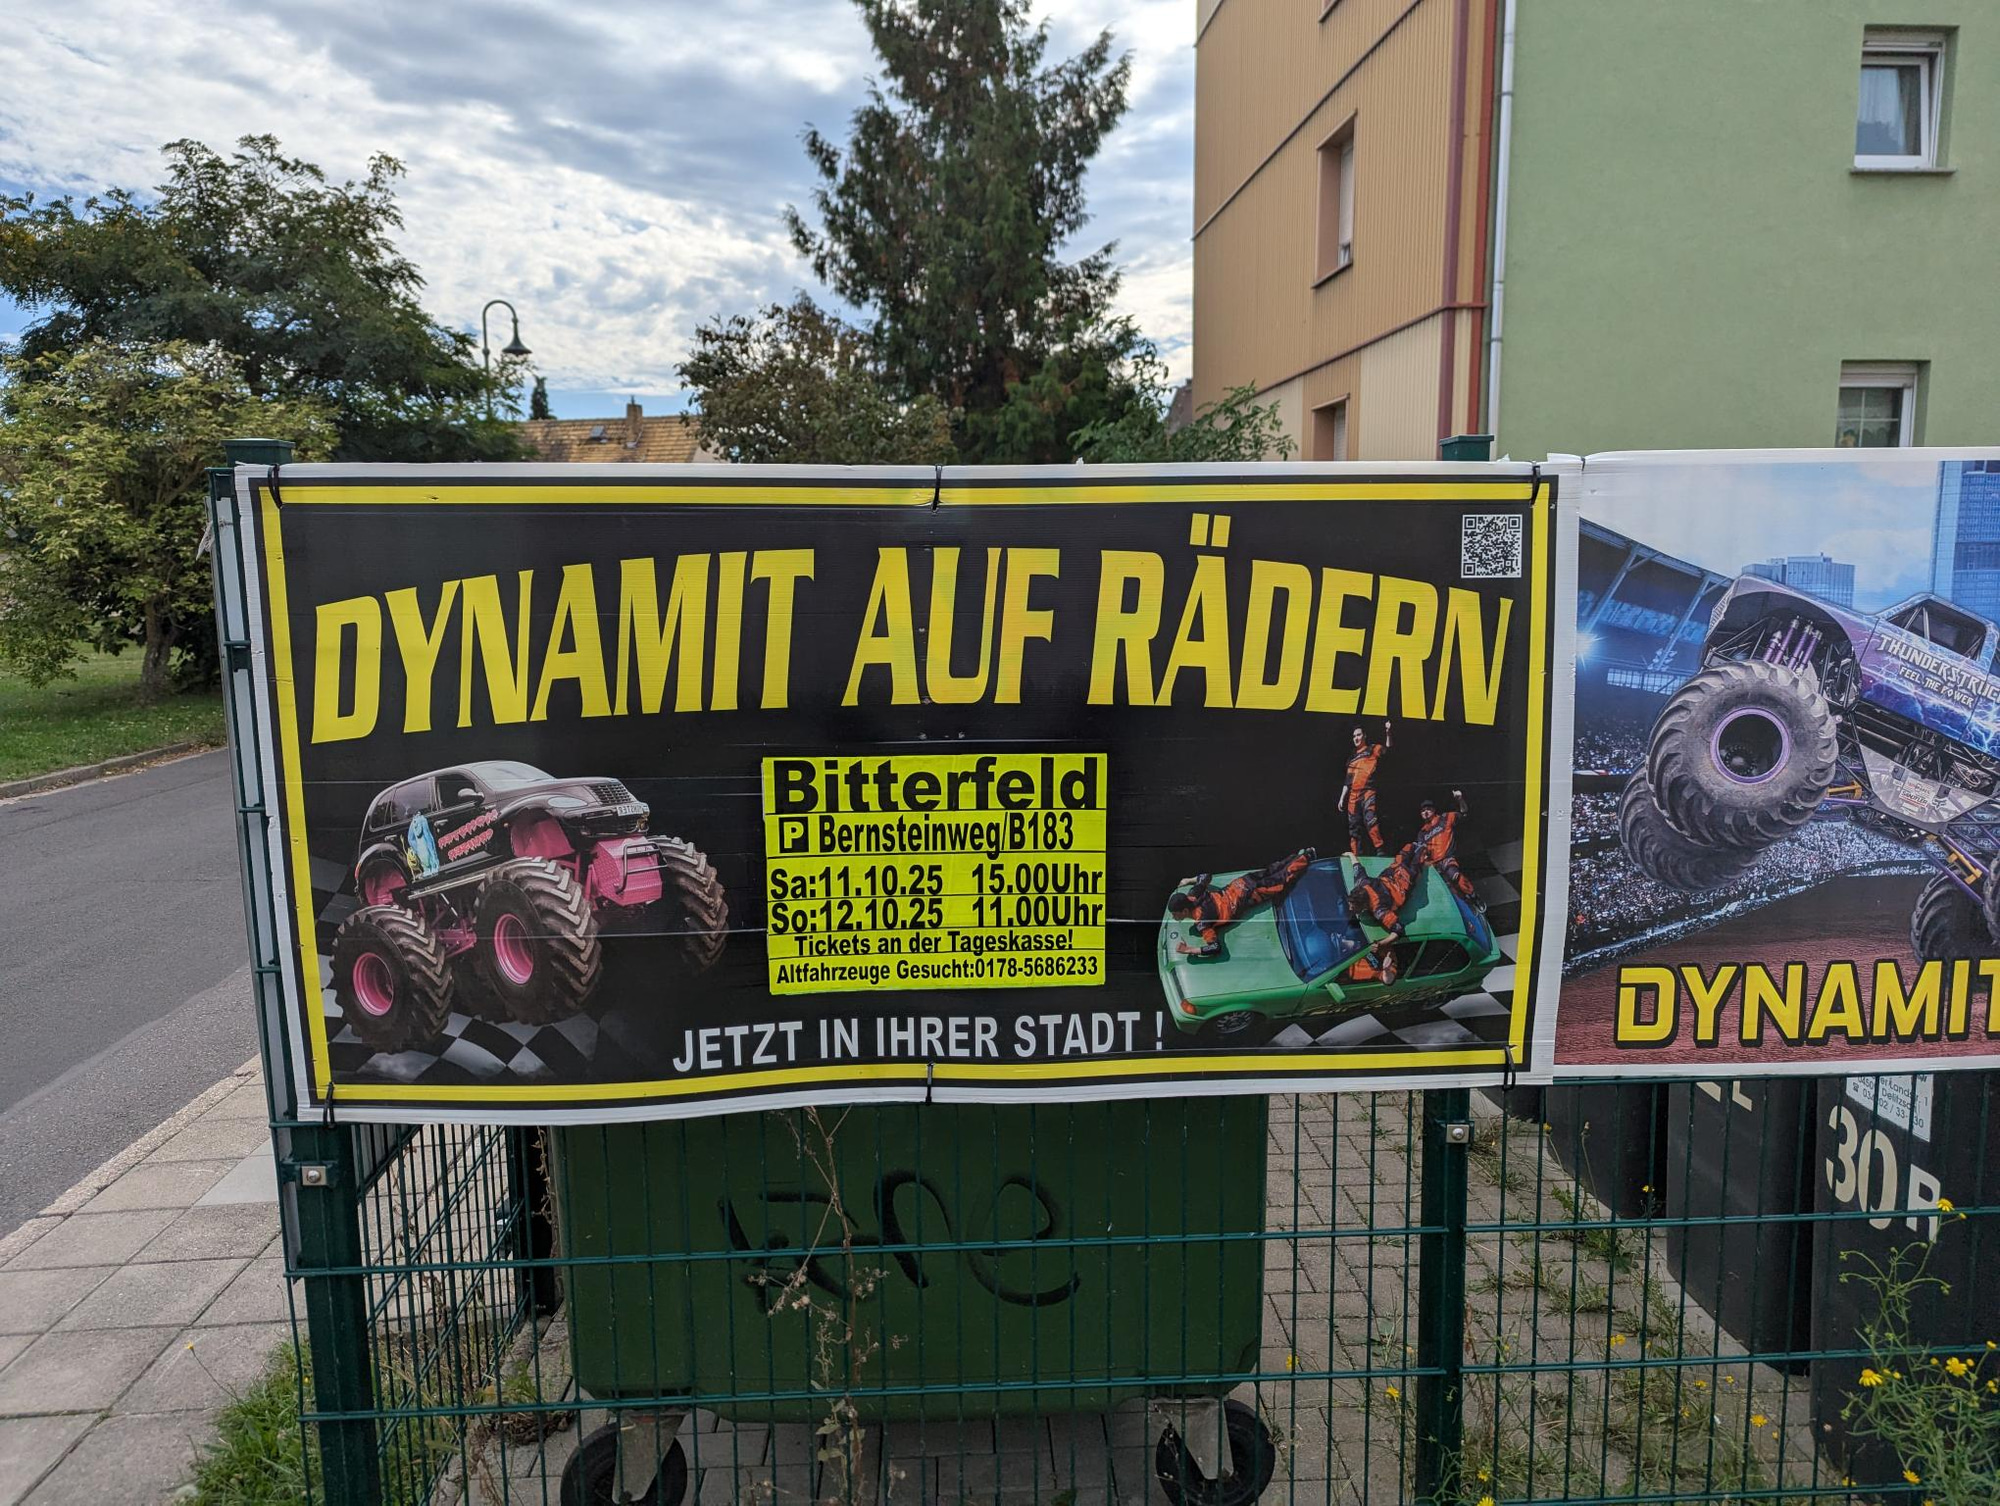 DYNAMIT AUF RÄDERN
Bitterfeld
P Bernsteinweg/B183
Sa:11.10.25 15.00Uhr
So:12.10.25 11.00Uhr
Tickets an der Tageskasse!
Altfahrzeuge Gesucht:0178-5686233
JETZT IN IHRER STADT !
THUNDERSTRUC
FEEL THE POWER
DYNAMIT
30 R